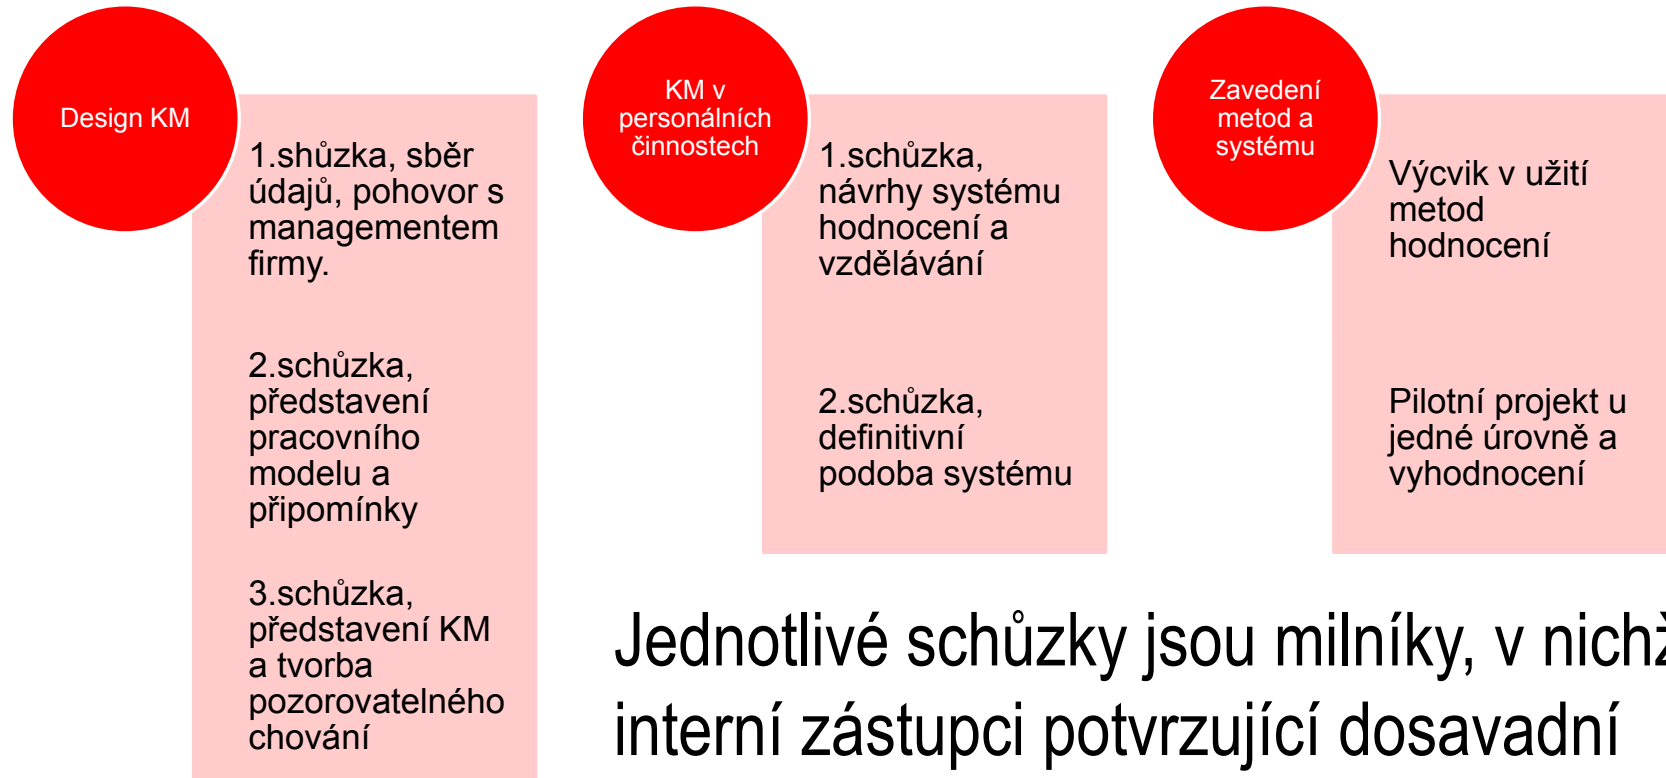 Design KM
1.shůzka, sběr
údajů, pohovor s
managementem
firmy.
2.schůzka,
představení
pracovního
modelu a
připomínky
3.schůzka,
představení KM
a tvorba
pozorovatelného
chování
KM v
personálních
činnostech
1.schůzka,
návrhy systému
hodnocení a
vzdělávání
2.schůzka,
definitivní
podoba systému
Zavedení
metod a
systému
Výcvik v užití
metod
hodnocení
Pilotní projekt u
jedné úrovně a
vyhodnocení
Jednotlivé schůzky jsou milníky, v nichž
interní zástupci potvrzující dosavadní